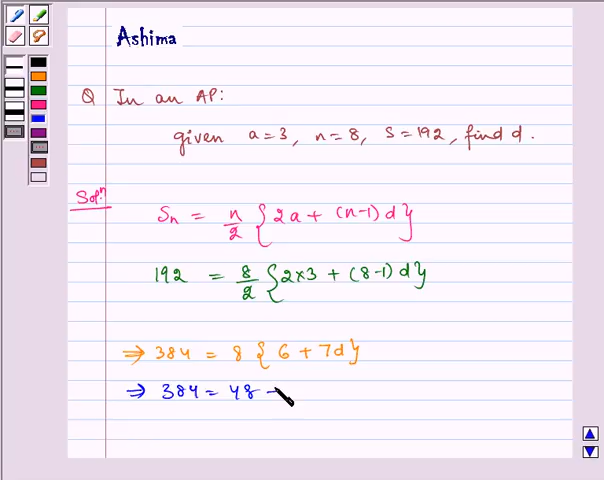 Ashima
Q In an AP:
given a=3, n=8, S=192, find d.
Solⁿ
Sn = n/2 {2a + (n-1)d}
192 = 8/2 {2×3 + (8-1)d}
⇒ 384 = 8 {6 + 7d}
⇒ 384 = 48